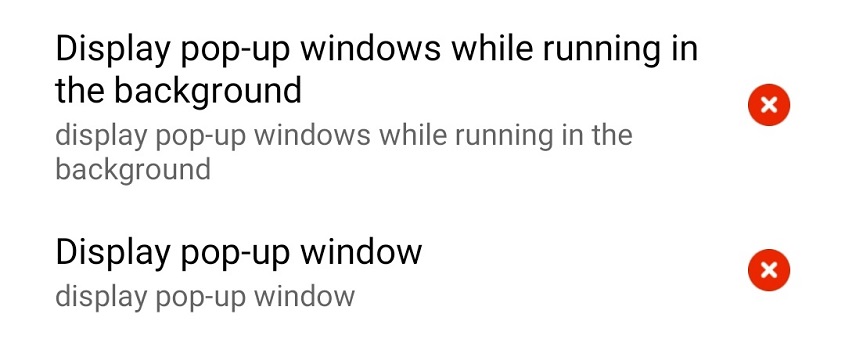 Display pop-up windows while running in
the background
display pop-up windows while running in the
background
Display pop-up window
display pop-up window